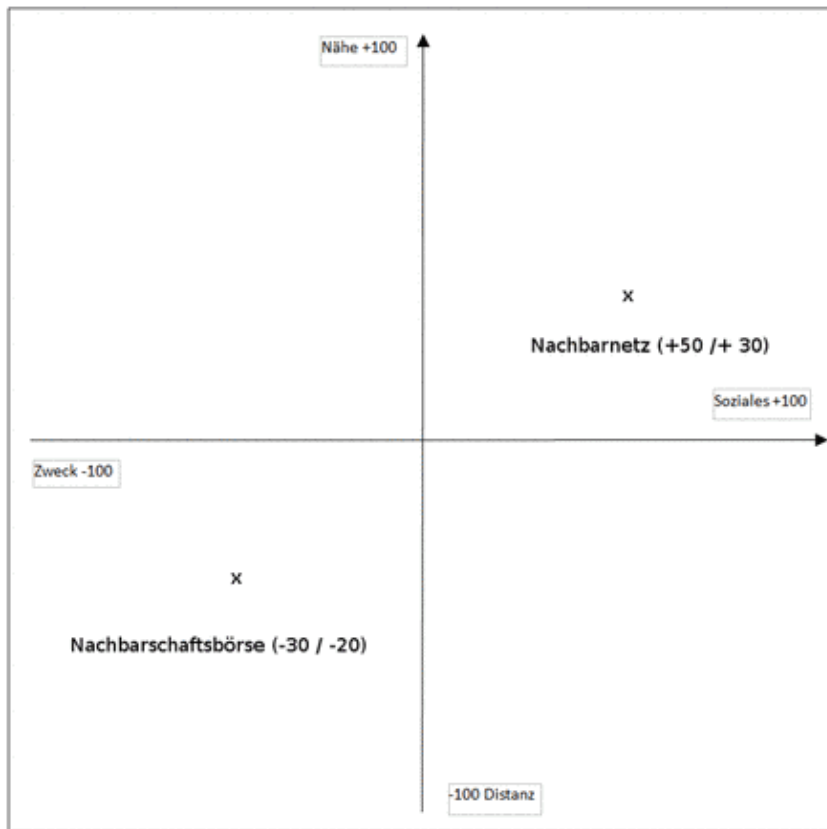 Nähe +100
x
Nachbarnetz (+50 /+ 30)
Soziales +100
Zweck -100
x
Nachbarschaftsbörse (-30 / -20)
-100 Distanz